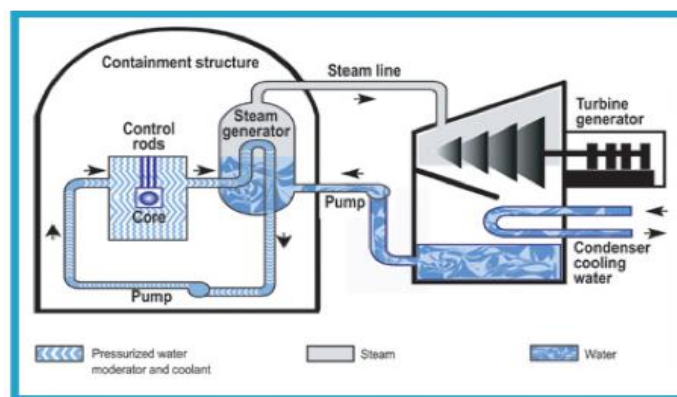 Containment structure
Steam line
Turbine
generator
Steam
generator
Control
rods
Core
Pump
Pump
Condenser
cooling
water
Pressurized water
moderator and coolant
Steam
Water